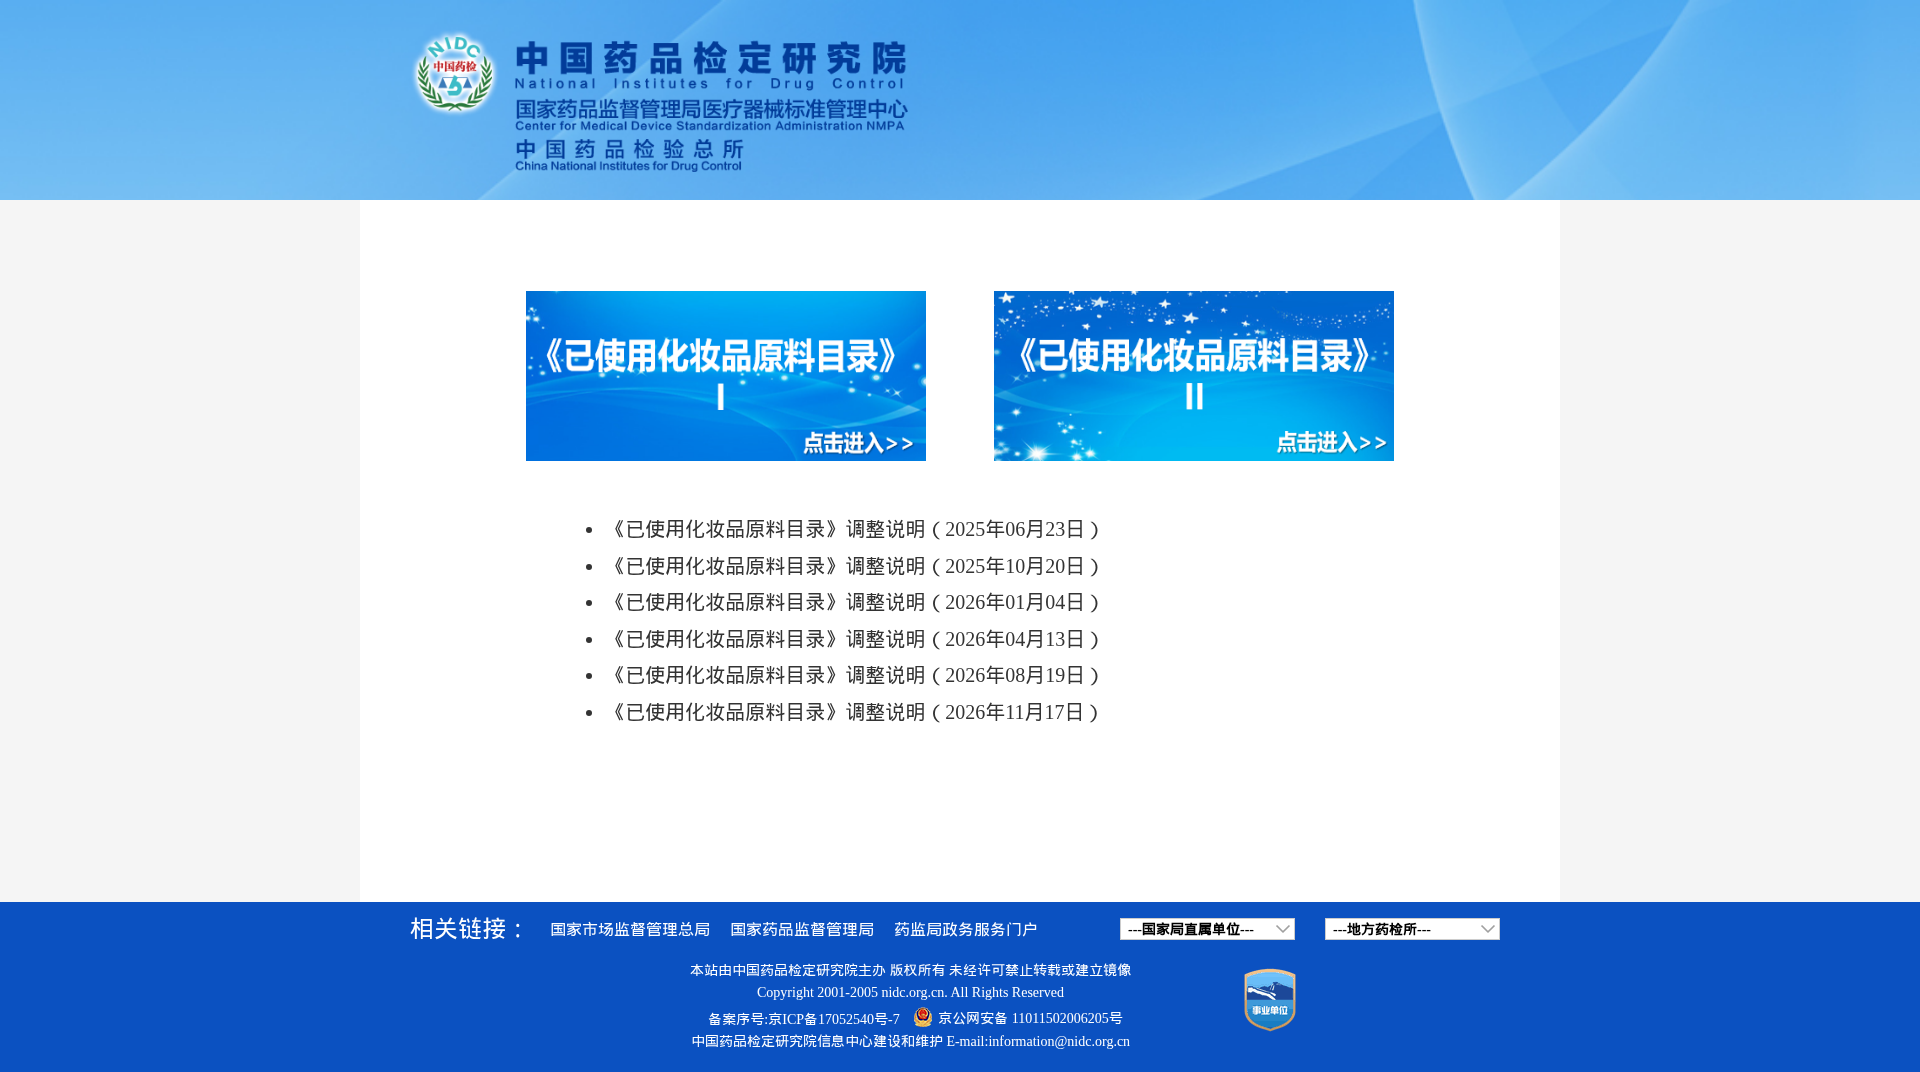 NIDC
中国药检
中国药品检定研究院
National Institutes for Drug Control
国家药品监督管理局医疗器械标准管理中心
Center for Medical Device Standardization Administration NMPA
中国药品检验总所
China National Institutes for Drug Control
《已使用化妆品原料目录》
I
点击进入>>
《已使用化妆品原料目录》
II
点击进入>>
• 《已使用化妆品原料目录》调整说明（2025年06月23日）
• 《已使用化妆品原料目录》调整说明（2025年10月20日）
• 《已使用化妆品原料目录》调整说明（2026年01月04日）
• 《已使用化妆品原料目录》调整说明（2026年04月13日）
• 《已使用化妆品原料目录》调整说明（2026年08月19日）
• 《已使用化妆品原料目录》调整说明（2026年11月17日）
相关链接： 国家市场监督管理总局 国家药品监督管理局 药监局政务服务门户 ---国家局直属单位--- ---地方药检所---
本站由中国药品检定研究院主办 版权所有 未经许可禁止转载或建立镜像
Copyright 2001-2005 nidc.org.cn. All Rights Reserved
备案序号:京ICP备17052540号-7 京公网安备 11011502006205号
中国药品检定研究院信息中心建设和维护 E-mail:information@nidc.org.cn
事业单位